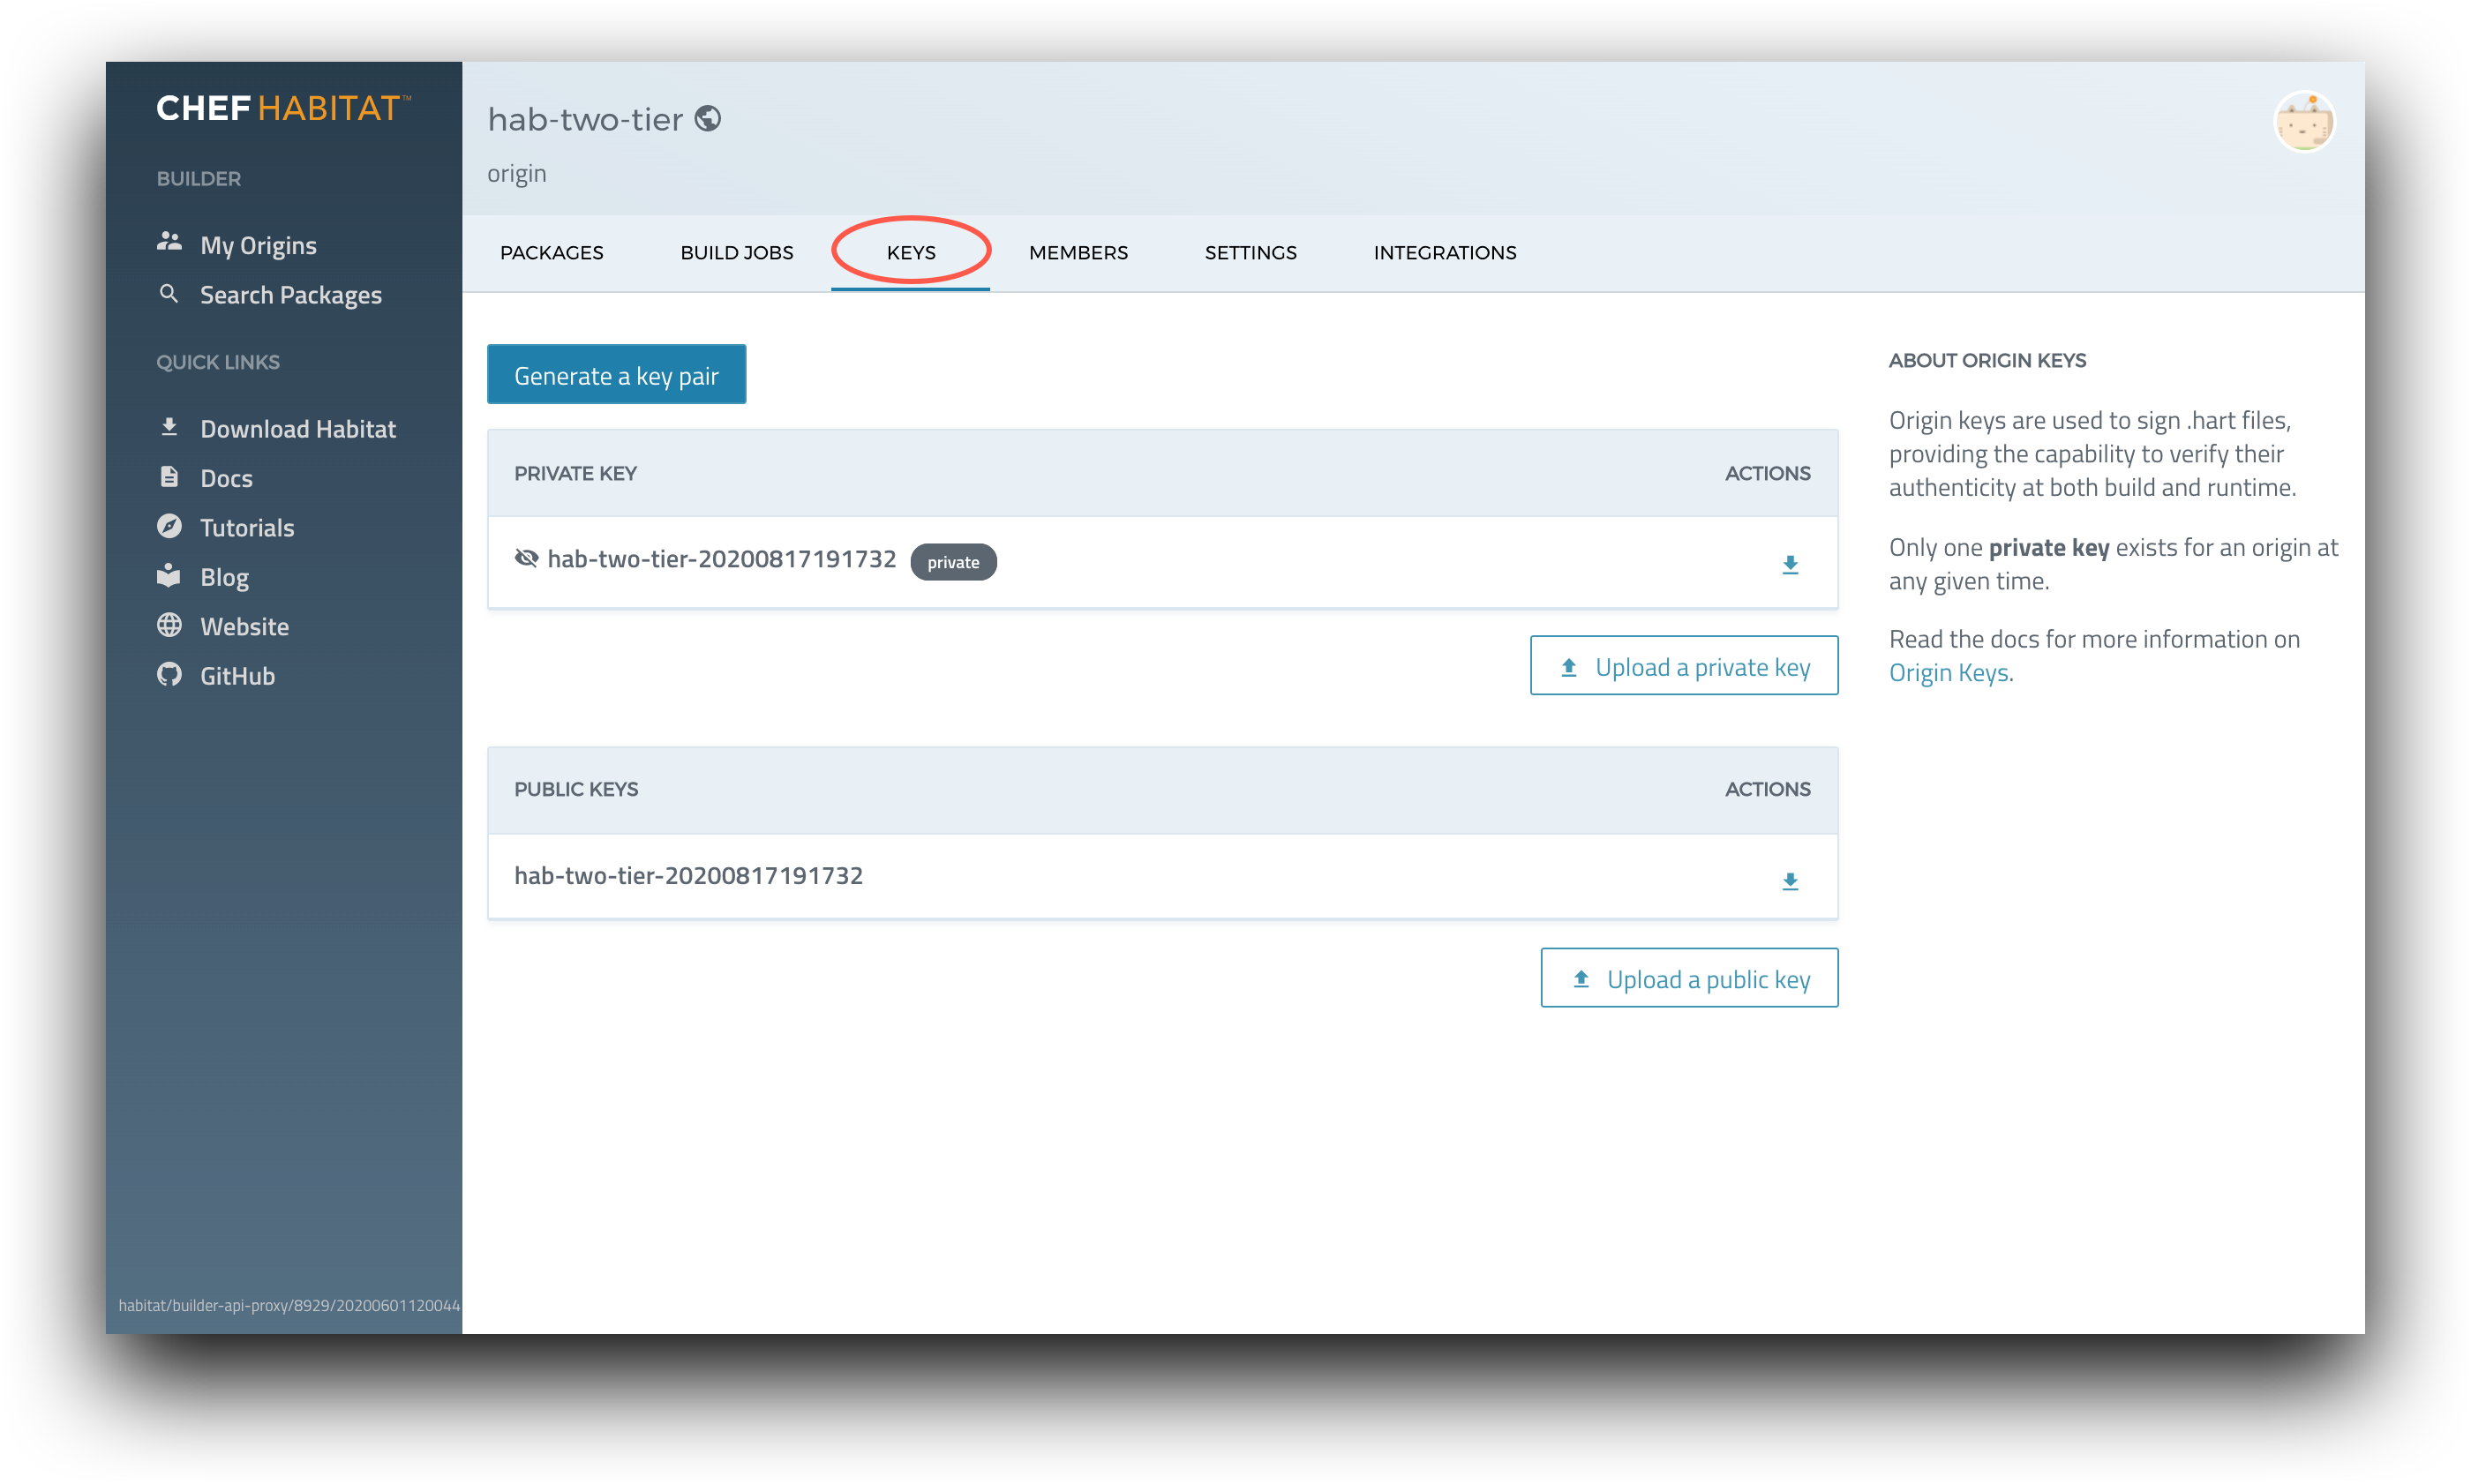 CHEF HABITAT™
BUILDER
My Origins
Search Packages
QUICK LINKS
Download Habitat
Docs
Tutorials
Blog
Website
GitHub
habitat/builder-api-proxy/8929/20200601120044
hab-two-tier
origin
PACKAGES
BUILD JOBS
KEYS
MEMBERS
SETTINGS
INTEGRATIONS
Generate a key pair
PRIVATE KEY ACTIONS
hab-two-tier-20200817191732 private
Upload a private key
PUBLIC KEYS ACTIONS
hab-two-tier-20200817191732
Upload a public key
ABOUT ORIGIN KEYS
Origin keys are used to sign .hart files,
providing the capability to verify their
authenticity at both build and runtime.
Only one private key exists for an origin at
any given time.
Read the docs for more information on
Origin Keys.